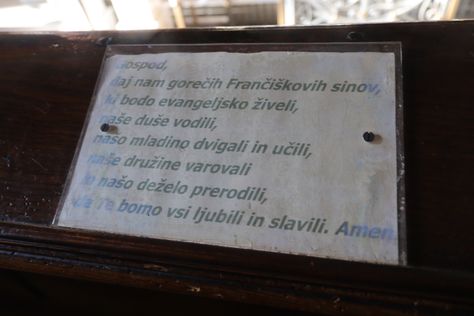 Gospod,
daj nam gorečih Frančiškovih sinov,
ki bodo evangeljsko živeli,
naše duše vodili,
našo mladino dvigali in učili,
naše družine varovali
in našo deželo prerodili,
da Te bomo vsi ljubili in slavili. Amen.